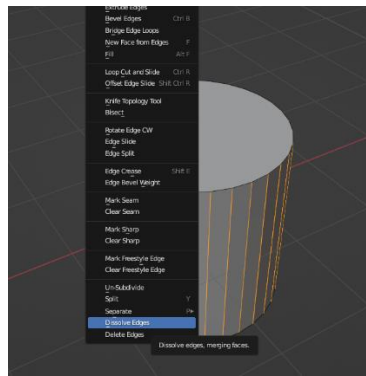 Extrude Edges
Bevel Edges Ctrl B
Bridge Edge Loops
New Face from Edges F
Fill Alt F
Loop Cut and Slide Ctrl R
Offset Edge Slide Shift Ctrl R
Knife Topology Tool
Bisect
Rotate Edge CW
Edge Slide
Edge Split
Edge Crease Shift E
Edge Bevel Weight
Mark Seam
Clear Seam
Mark Sharp
Clear Sharp
Mark Freestyle Edge
Clear Freestyle Edge
Un-Subdivide
Split Y
Separate P
Dissolve Edges
Delete Edges
Dissolve edges, merging faces.